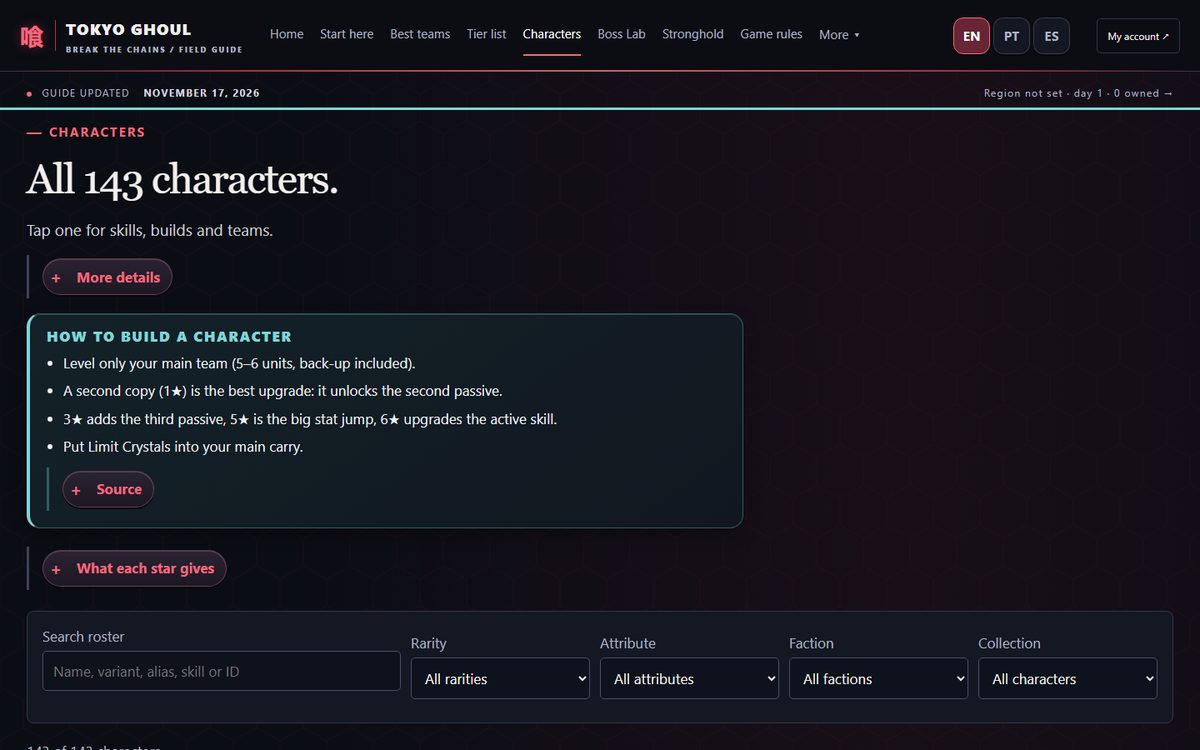 喰
TOKYO GHOUL
BREAK THE CHAINS / FIELD GUIDE
Home Start here Best teams Tier list Characters Boss Lab Stronghold Game rules More ▾
EN PT ES
My account ↗
GUIDE UPDATED NOVEMBER 17, 2026
Region not set · day 1 · 0 owned →
— CHARACTERS
All 143 characters.
Tap one for skills, builds and teams.
+ More details
HOW TO BUILD A CHARACTER
• Level only your main team (5–6 units, back-up included).
• A second copy (1★) is the best upgrade: it unlocks the second passive.
• 3★ adds the third passive, 5★ is the big stat jump, 6★ upgrades the active skill.
• Put Limit Crystals into your main carry.
+ Source
+ What each star gives
Search roster
Name, variant, alias, skill or ID
Rarity
All rarities
Attribute
All attributes
Faction
All factions
Collection
All characters
143 of 143 characters